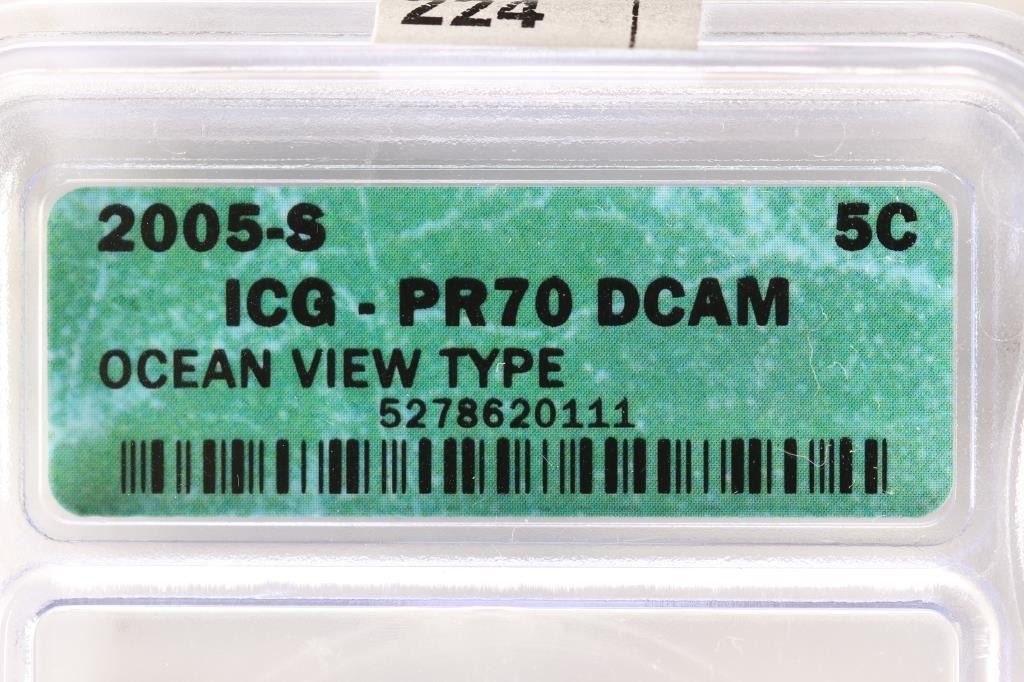 224
2005-S 5C
ICG - PR70 DCAM
OCEAN VIEW TYPE
5278620111